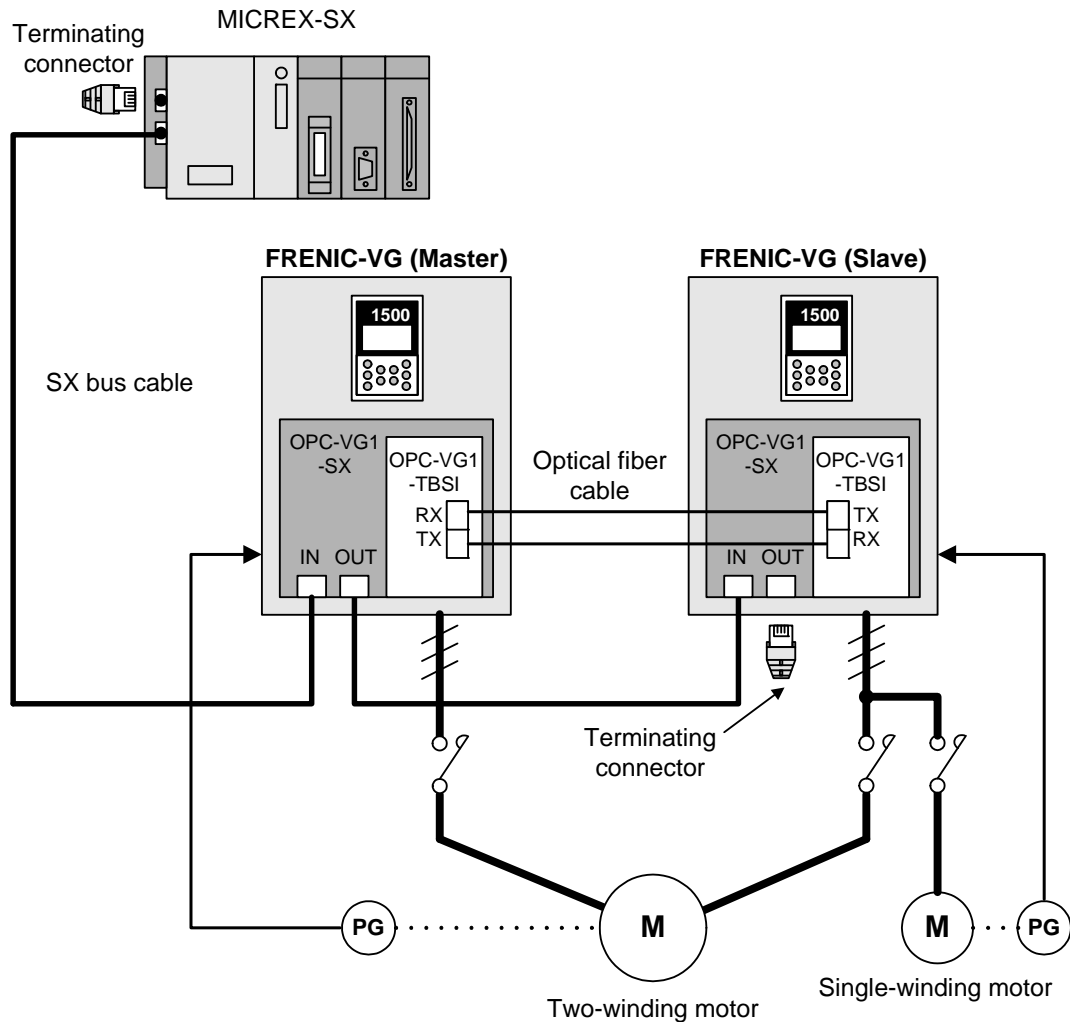 MICREX-SX
Terminating
connector
FRENIC-VG (Master)
FRENIC-VG (Slave)
1500
1500
SX bus cable
OPC-VG1
-SX
OPC-VG1
-TBSI
RX
TX
IN OUT
Optical fiber
cable
OPC-VG1
-SX
OPC-VG1
-TBSI
TX
RX
IN OUT
Terminating
connector
PG
M
M
PG
Two-winding motor
Single-winding motor